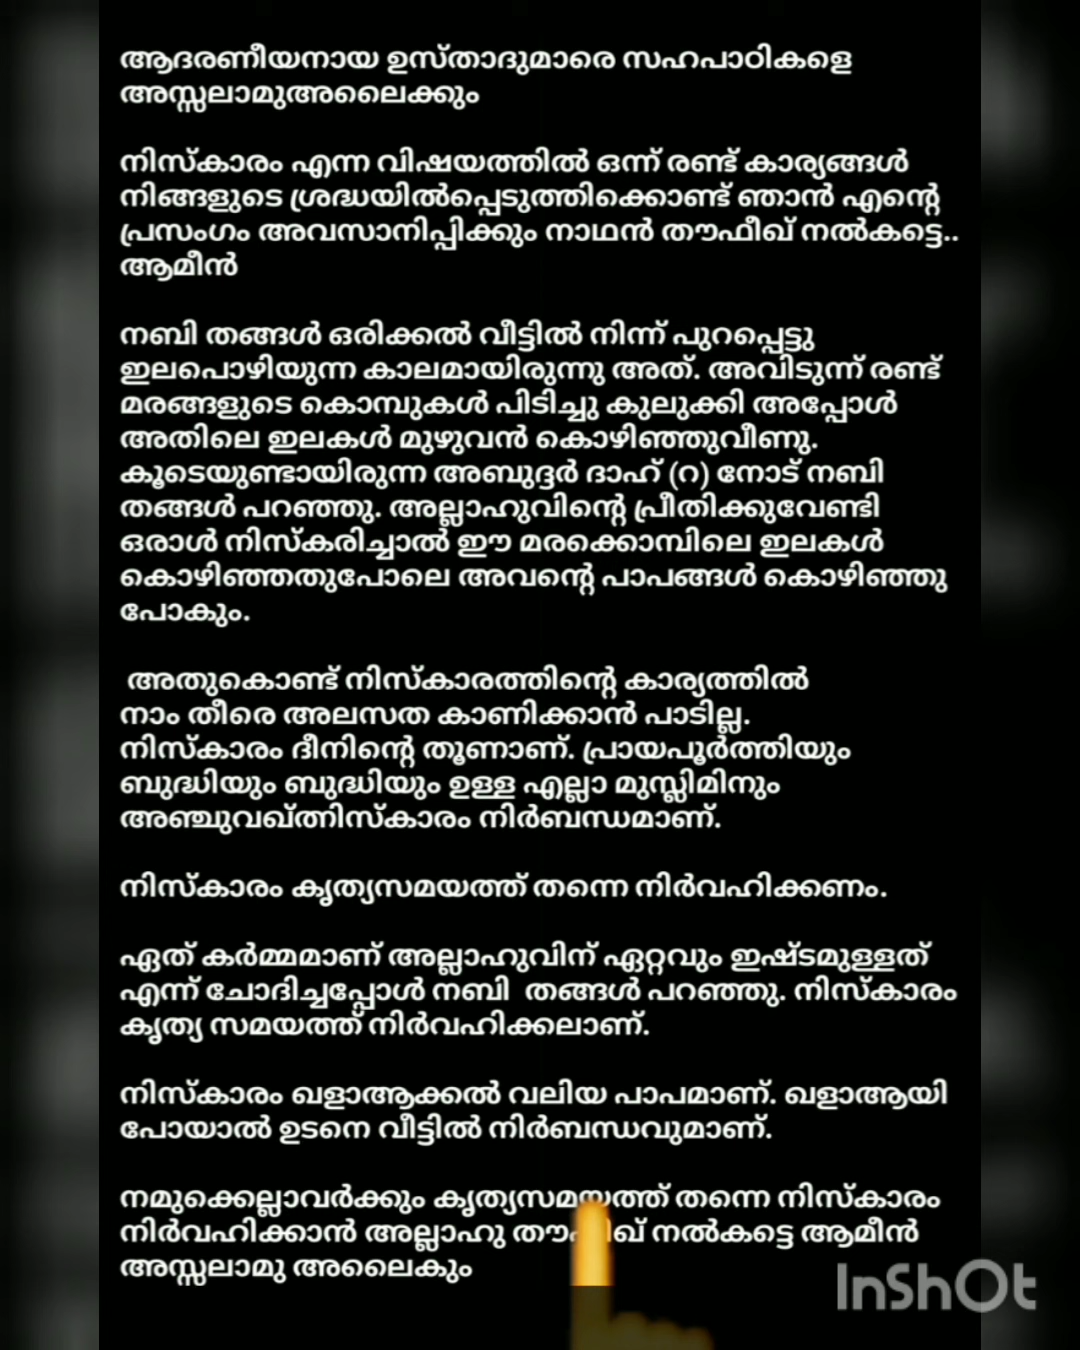 ആദരണീയനായ ഉസ്താദുമാരെ സഹപാഠികളെ
അസ്സലാമുഅലൈക്കും
നിസ്കാരം എന്ന വിഷയത്തിൽ ഒന്ന് രണ്ട് കാര്യങ്ങൾ
നിങ്ങളുടെ ശ്രദ്ധയിൽപ്പെടുത്തിക്കൊണ്ട് ഞാൻ എന്റെ
പ്രസംഗം അവസാനിപ്പിക്കും നാഥൻ തൗഫീഖ് നൽകട്ടെ..
ആമീൻ
നബി തങ്ങൾ ഒരിക്കൽ വീട്ടിൽ നിന്ന് പുറപ്പെട്ടു
ഇലപൊഴിയുന്ന കാലമായിരുന്നു അത്. അവിടുന്ന് രണ്ട്
മരങ്ങളുടെ കൊമ്പുകൾ പിടിച്ചു കുലുക്കി അപ്പോൾ
അതിലെ ഇലകൾ മുഴുവൻ കൊഴിഞ്ഞുവീണു.
കൂടെയുണ്ടായിരുന്ന അബുദ്ദർ ദാഹ് (റ) നോട് നബി
തങ്ങൾ പറഞ്ഞു. അല്ലാഹുവിന്റെ പ്രീതിക്കുവേണ്ടി
ഒരാൾ നിസ്കരിച്ചാൽ ഈ മരക്കൊമ്പിലെ ഇലകൾ
കൊഴിഞ്ഞതുപോലെ അവന്റെ പാപങ്ങൾ കൊഴിഞ്ഞു
പോകും.
അതുകൊണ്ട് നിസ്കാരത്തിന്റെ കാര്യത്തിൽ
നാം തീരെ അലസത കാണിക്കാൻ പാടില്ല.
നിസ്കാരം ദീനിന്റെ തൂണാണ്. പ്രായപൂർത്തിയും
ബുദ്ധിയും ബുദ്ധിയും ഉള്ള എല്ലാ മുസ്ലിമിനും
അഞ്ചുവഖ്ത്നിസ്കാരം നിർബന്ധമാണ്.
നിസ്കാരം കൃത്യസമയത്ത് തന്നെ നിർവഹിക്കണം.
ഏത് കർമ്മമാണ് അല്ലാഹുവിന് ഏറ്റവും ഇഷ്ടമുള്ളത്
എന്ന് ചോദിച്ചപ്പോൾ നബി തങ്ങൾ പറഞ്ഞു. നിസ്കാരം
കൃത്യ സമയത്ത് നിർവഹിക്കലാണ്.
നിസ്കാരം ഖളാആക്കൽ വലിയ പാപമാണ്. ഖളാആയി
പോയാൽ ഉടനെ വീട്ടിൽ നിർബന്ധവുമാണ്.
നമുക്കെല്ലാവർക്കും കൃത്യസമയത്ത് തന്നെ നിസ്കാരം
നിർവഹിക്കാൻ അല്ലാഹു തൗഫീഖ് നൽകട്ടെ ആമീൻ
അസ്സലാമു അലൈകും
InShOt